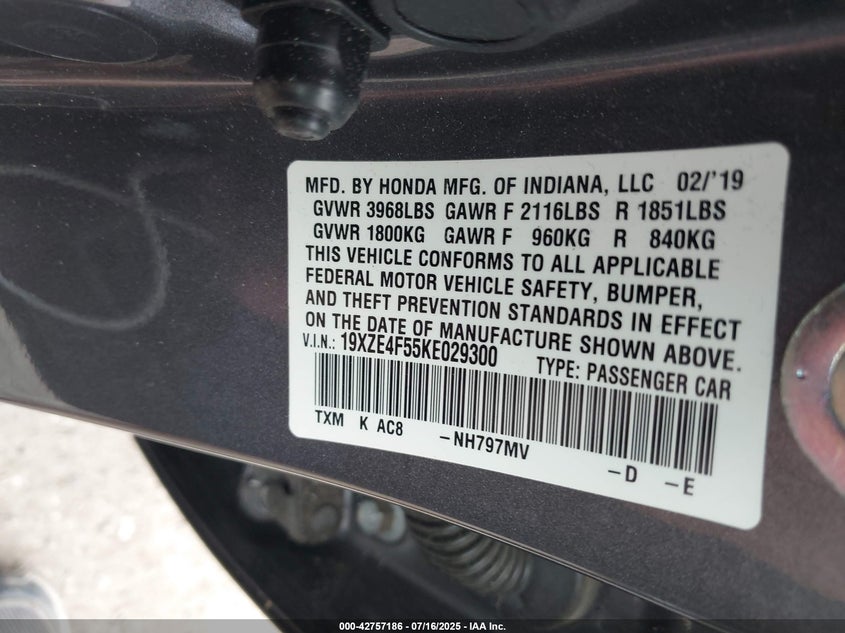 MFD. BY HONDA MFG. OF INDIANA, LLC 02/'19
GVWR 3968LBS GAWR F 2116LBS R 1851LBS
GVWR 1800KG GAWR F 960KG R 840KG
THIS VEHICLE CONFORMS TO ALL APPLICABLE
FEDERAL MOTOR VEHICLE SAFETY, BUMPER,
AND THEFT PREVENTION STANDARDS IN EFFECT
ON THE DATE OF MANUFACTURE SHOWN ABOVE.
V.I.N.: 19XZE4F55KE029300 TYPE: PASSENGER CAR
TXM K AC8 -NH797MV -D -E
000-42757186 - 07/16/2025 - IAA Inc.